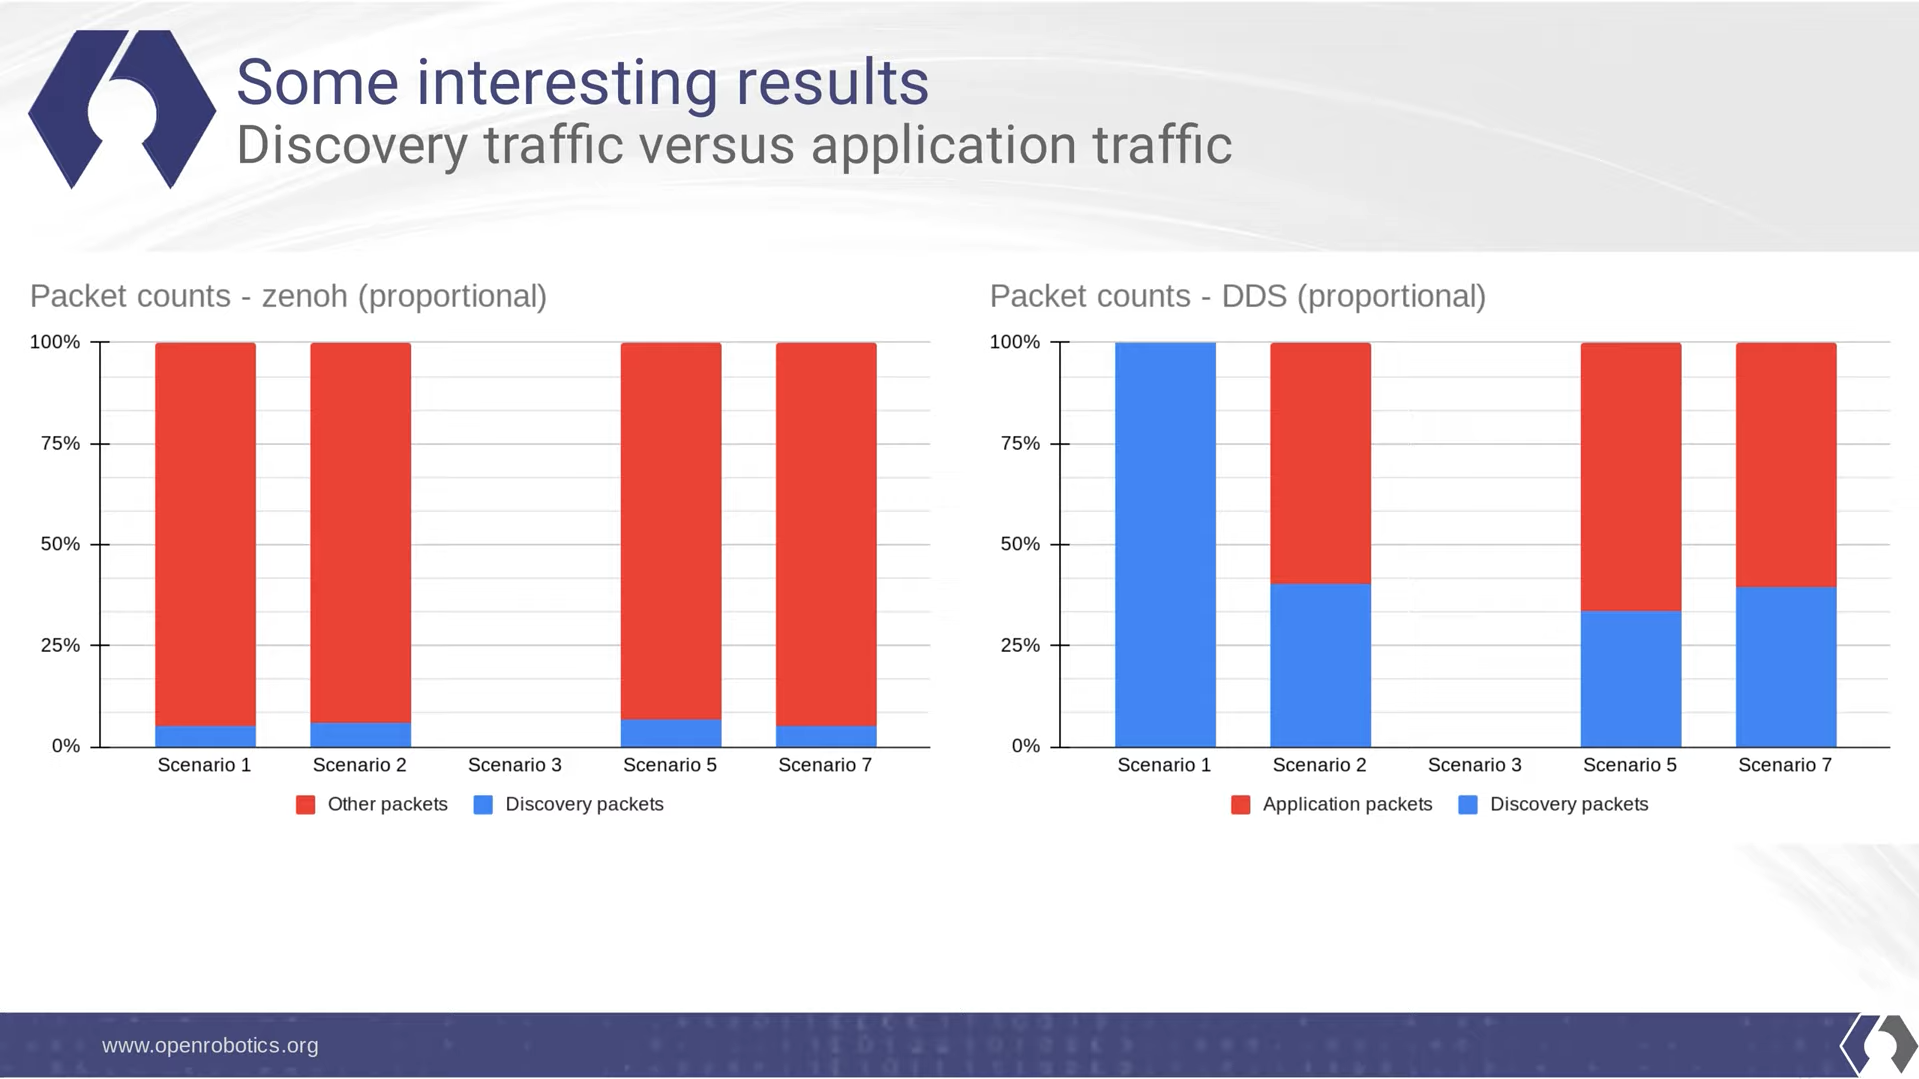 Some interesting results
Discovery traffic versus application traffic
Packet counts - zenoh (proportional)
100%
75%
50%
25%
0%
Scenario 1
Scenario 2
Scenario 3
Scenario 5
Scenario 7
Other packets
Discovery packets
Packet counts - DDS (proportional)
100%
75%
50%
25%
0%
Scenario 1
Scenario 2
Scenario 3
Scenario 5
Scenario 7
Application packets
Discovery packets
www.openrobotics.org